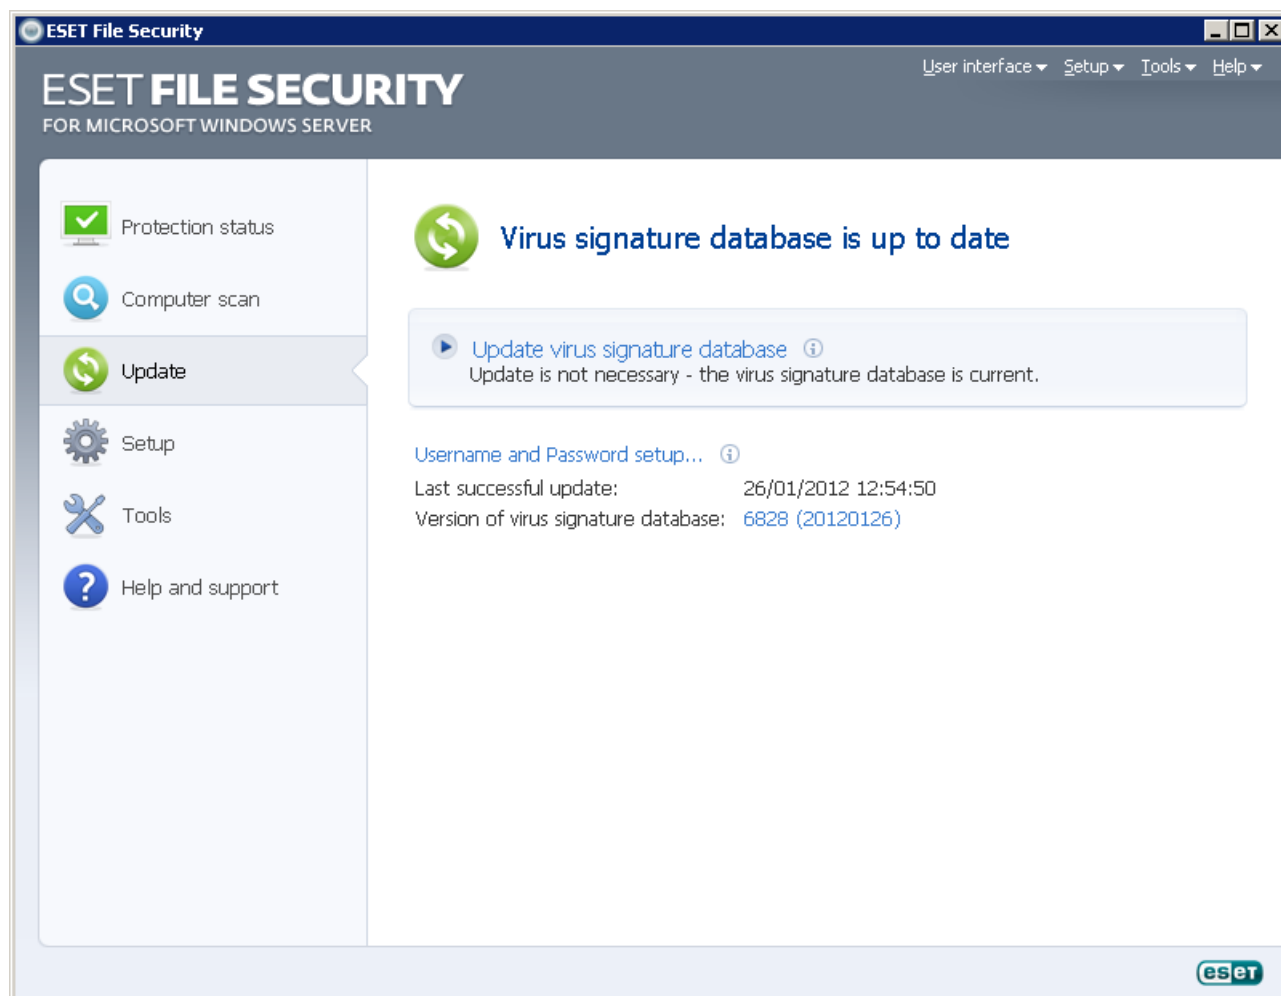 ESET File Security
ESET FILE SECURITY
FOR MICROSOFT WINDOWS SERVER
User interface Setup Tools Help
Protection status
Computer scan
Update
Setup
Tools
Help and support
Virus signature database is up to date
Update virus signature database
Update is not necessary - the virus signature database is current.
Username and Password setup...
Last successful update: 26/01/2012 12:54:50
Version of virus signature database: 6828 (20120126)
eseT